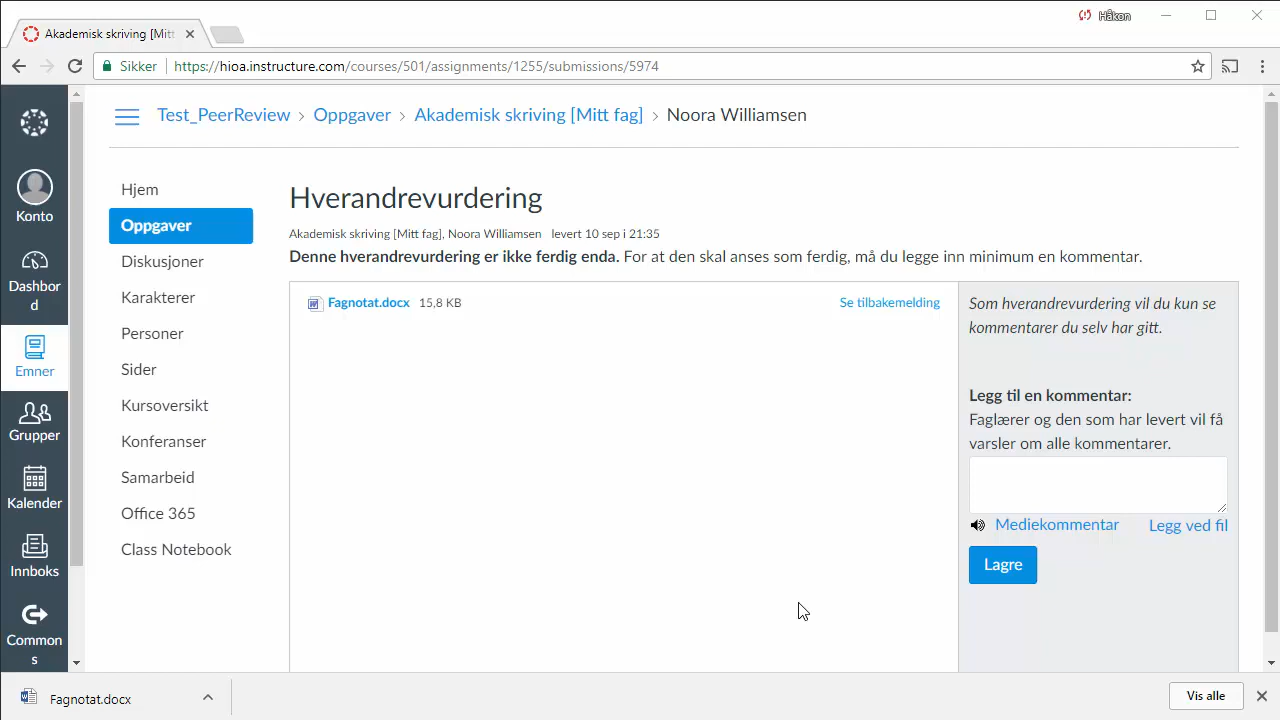 Håkon
Akademisk skriving [Mitt
Sikker
https://hioa.instructure.com/courses/501/assignments/1255/submissions/5974
Test_PeerReview > Oppgaver > Akademisk skriving [Mitt fag] > Noora Williamsen
Konto
Dashbor
d
Emner
Grupper
Kalender
Innboks
Common
s
Hjem
Oppgaver
Diskusjoner
Karakterer
Personer
Sider
Kursoversikt
Konferanser
Samarbeid
Office 365
Class Notebook
Hverandrevurdering
Akademisk skriving [Mitt fag], Noora Williamsen levert 10 sep i 21:35
Denne hverandrevurdering er ikke ferdig enda. For at den skal anses som ferdig, må du legge inn minimum en kommentar.
Fagnotat.docx 15,8 KB
Se tilbakemelding
Som hverandrevurdering vil du kun se
kommentarer du selv har gitt.
Legg til en kommentar:
Faglærer og den som har levert vil få
varsler om alle kommentarer.
Mediekommentar
Legg ved fil
Lagre
Fagnotat.docx
Vis alle